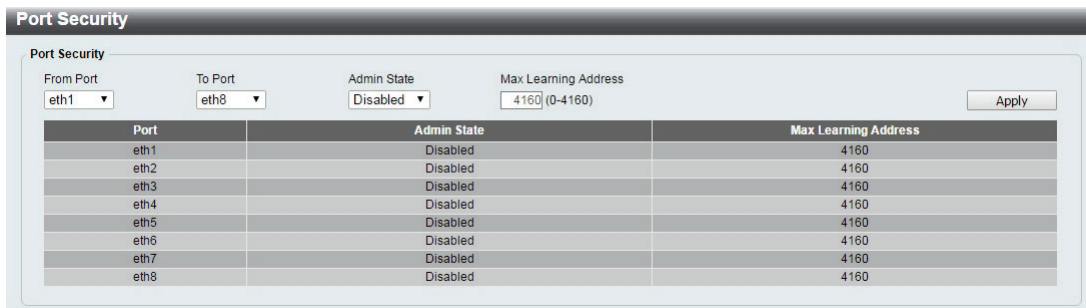 Port Security
Port Security
From Port To Port Admin State Max Learning Address
eth1 eth8 Disabled 4160 (0-4160) Apply
Port Admin State Max Learning Address
eth1 Disabled 4160
eth2 Disabled 4160
eth3 Disabled 4160
eth4 Disabled 4160
eth5 Disabled 4160
eth6 Disabled 4160
eth7 Disabled 4160
eth8 Disabled 4160